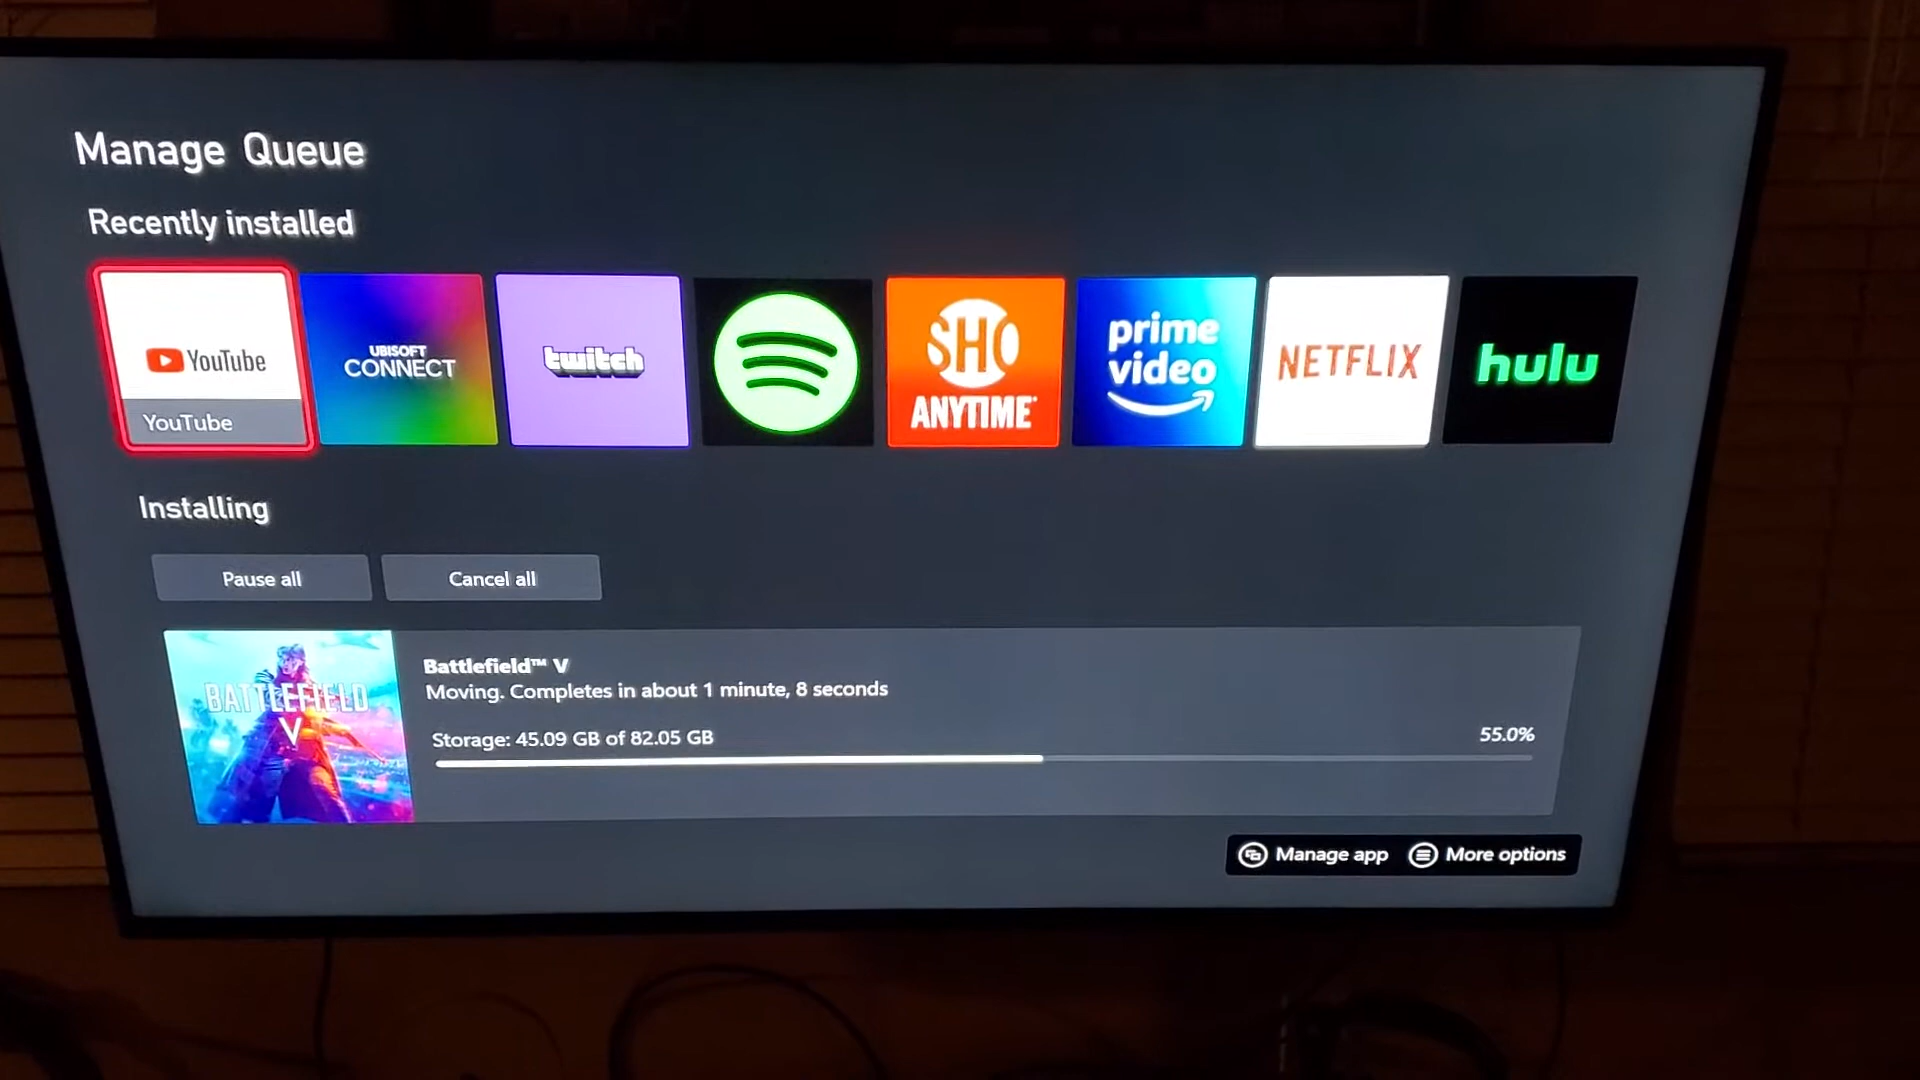 Manage Queue
Recently installed
YouTube
YouTube
UBISOFT
CONNECT
twitch
SHO
ANYTIME
prime
video
NETFLIX
hulu
Installing
Pause all
Cancel all
BATTLEFIELD
V
Battlefield™ V
Moving. Completes in about 1 minute, 8 seconds
Storage: 45.09 GB of 82.05 GB
55.0%
Manage app
More options